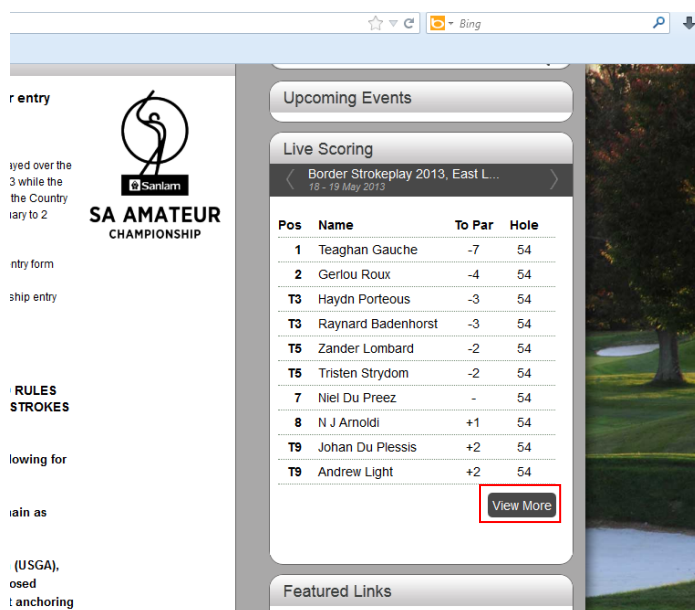 Bing
r entry
ayed over the
3 while the
the Country
uary to 2
Sanlam
SA AMATEUR
CHAMPIONSHIP
ntry form
ship entry
RULES
STROKES
lowing for
ain as
(USGA),
osed
t anchoring
Upcoming Events
Live Scoring
Border Strokeplay 2013, East L...
18 - 19 May 2013
Pos Name To Par Hole
1 Teaghan Gauche -7 54
2 Gerlou Roux -4 54
T3 Haydn Porteous -3 54
T3 Raynard Badenhorst -3 54
T5 Zander Lombard -2 54
T5 Tristen Strydom -2 54
7 Niel Du Preez - 54
8 N J Arnoldi +1 54
T9 Johan Du Plessis +2 54
T9 Andrew Light +2 54
View More
Featured Links